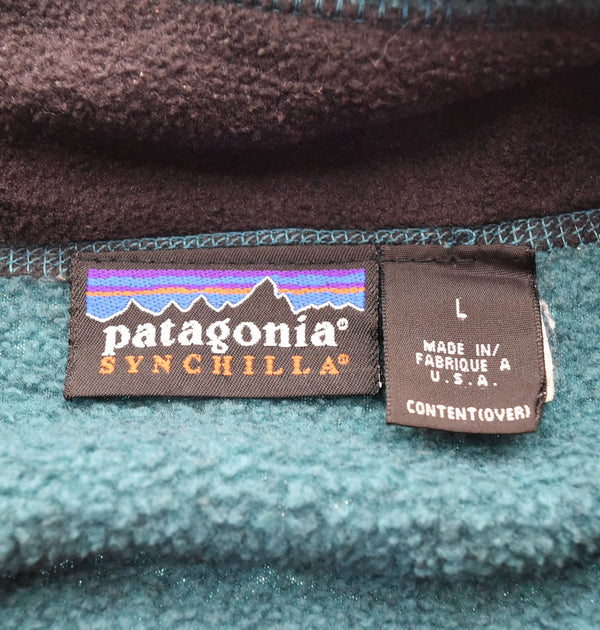 patagonia®
SYNCHILLA®
L
MADE IN/
FABRIQUE A
U.S.A.
CONTENT(OVER)